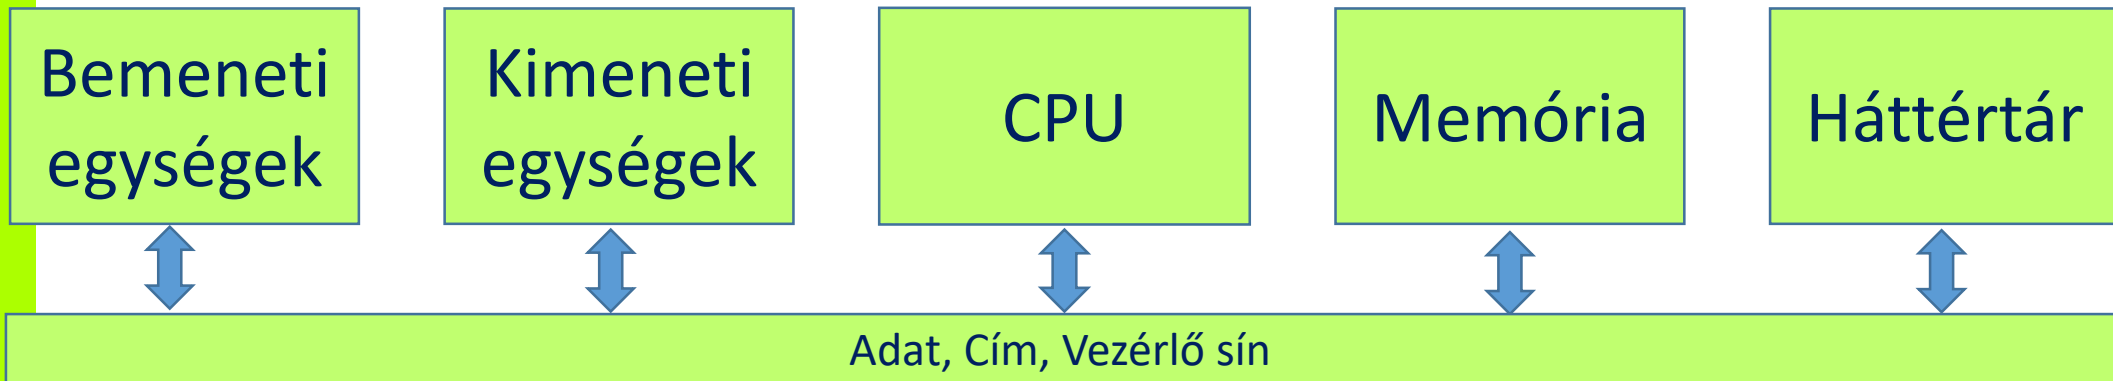 Bemeneti
egységek
Kimeneti
egységek
CPU
Memória
Háttértár
Adat, Cím, Vezérlő sín